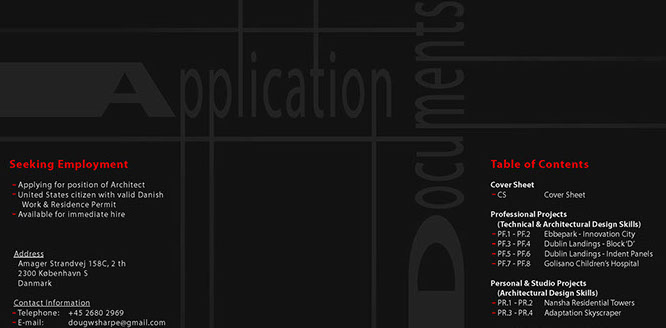 Application
Documents
Seeking Employment
- Applying for position of Architect
- United States citizen with valid Danish
Work & Residence Permit
- Available for immediate hire
Address
Amager Strandvej 158C, 2 th
2300 København S
Danmark
Contact Information
- Telephone: +45 2680 2969
- E-mail: dougwsharpe@gmail.com
Table of Contents
Cover Sheet
- CS Cover Sheet
Professional Projects
(Technical & Architectural Design Skills)
- PF.1 - PF.2 Ebbepark - Innovation City
- PF.3 - PF.4 Dublin Landings - Block 'D'
- PF.5 - PF.6 Dublin Landings - Indent Panels
- PF.7 - PF.8 Golisano Children's Hospital
Personal & Studio Projects
(Architectural Design Skills)
- PR.1 - PR.2 Nansha Residential Towers
- PR.3 - PR.4 Adaptation Skyscraper